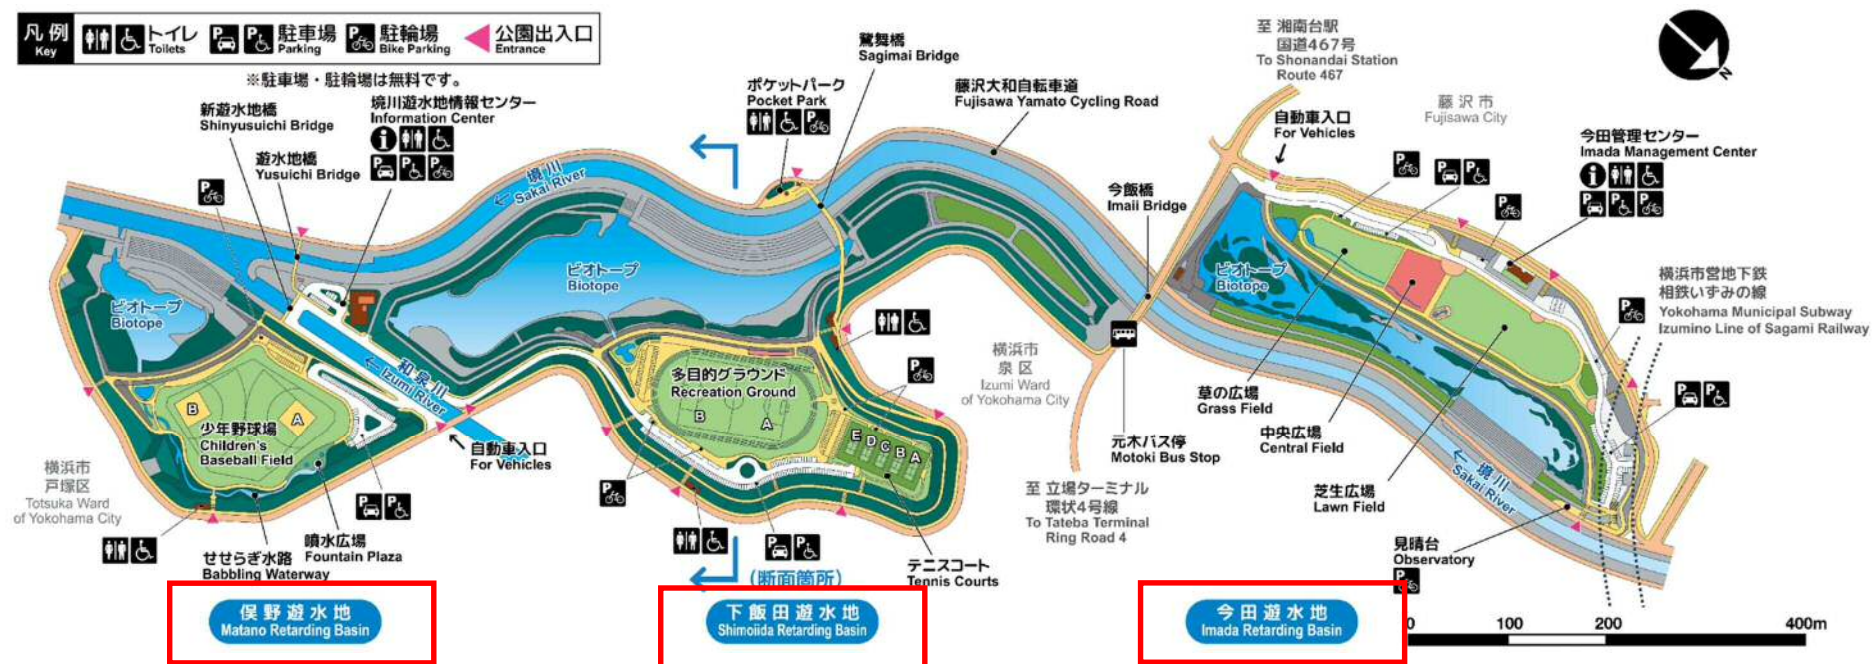 凡例
Key
トイレ
Toilets
駐車場
Parking
駐輪場
Bike Parking
公園出入口
Entrance
※駐車場・駐輪場は無料です。
新遊水地橋
Shinyusuichi Bridge
遊水地橋
Yusuichi Bridge
境川遊水地情報センター
Information Center
ポケットパーク
Pocket Park
鷺舞橋
Sagimai Bridge
藤沢大和自転車道
Fujisawa Yamato Cycling Road
至 湘南台駅
国道467号
To Shonandai Station
Route 467
自動車入口
For Vehicles
藤沢市
Fujisawa City
今田管理センター
Imada Management Center
N
境川
Sakai River
今飯橋
Imaii Bridge
横浜市営地下鉄
相鉄いずみの線
Yokohama Municipal Subway
Izumino Line of Sagami Railway
ビオトープ
Biotope
ビオトープ
Biotope
ビオトープ
Biotope
和泉川
Izumi River
多目的グラウンド
Recreation Ground
B
A
E
D
C
B
A
横浜市
泉区
Izumi Ward
of Yokohama City
元木バス停
Motoki Bus Stop
草の広場
Grass Field
中央広場
Central Field
芝生広場
Lawn Field
B
A
少年野球場
Children's
Baseball Field
自動車入口
For Vehicles
横浜市
戸塚区
Totsuka Ward
of Yokohama City
せせらぎ水路
Babbling Waterway
噴水広場
Fountain Plaza
テニスコート
Tennis Courts
(断面箇所)
至 立場ターミナル
環状4号線
To Tateba Terminal
Ring Road 4
境川
Sakai River
見晴台
Observatory
俣野遊水地
Matano Retarding Basin
下飯田遊水地
Shimoiida Retarding Basin
今田遊水地
Imada Retarding Basin
0
100
200
400m